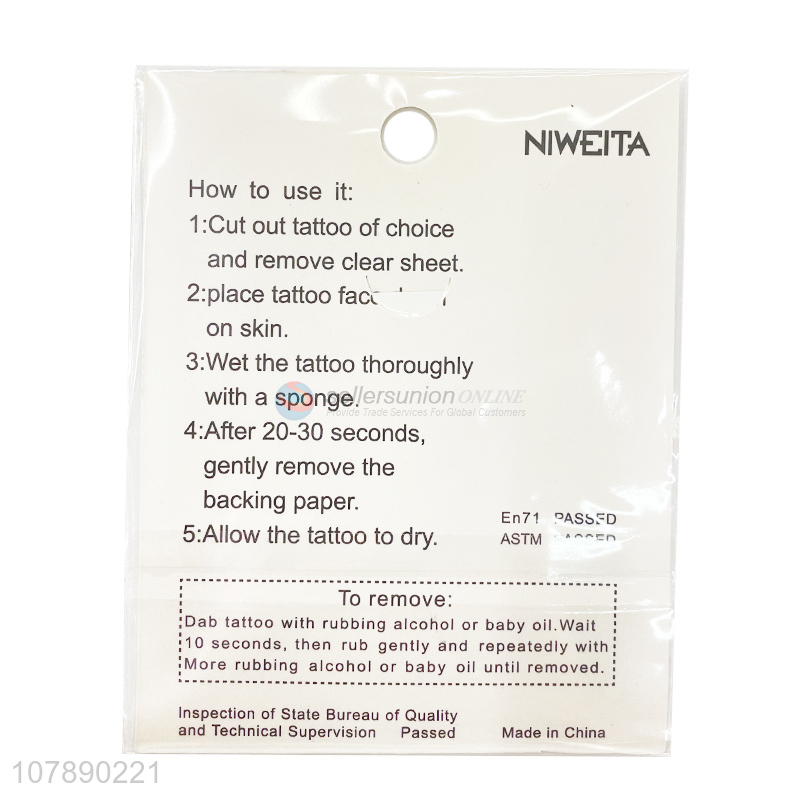 NIWEITA
How to use it:
1:Cut out tattoo of choice
and remove clear sheet.
2:place tattoo
on skin.
3:Wet the tattoo thoroughly
with a sponge.
sellersunion ONLINE
Provide Trade Services For Global Customers
4:After 20-30 seconds,
gently remove the
backing paper.
5:Allow the tattoo to dry.
En71 PASSED
ASTM
To remove:
Dab tattoo with rubbing alcohol or baby oil.Wait
10 seconds, then rub gently and repeatedly with
More rubbing alcohol or baby oil until removed.
Inspection of State Bureau of Quality
and Technical Supervision Passed
Made in China
107890221